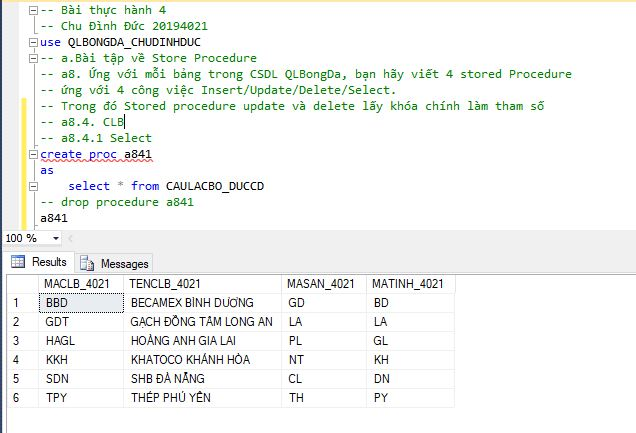 -- Bài thực hành 4
-- Chu Đình Đức 20194021
use QLBONGDA_CHUDINHDUC
-- a.Bài tập về Store Procedure
-- a8. Ứng với mỗi bảng trong CSDL QLBongDa, bạn hãy viết 4 stored Procedure
-- ứng với 4 công việc Insert/Update/Delete/Select.
-- Trong đó Stored procedure update và delete lấy khóa chính làm tham số
-- a8.4. CLB
-- a8.4.1 Select
create proc a841
as
select * from CAULACBO_DUCCD
-- drop procedure a841
a841
100 %
Results Messages
MACLB_4021 TENCLB_4021 MASAN_4021 MATINH_4021
1 BBD BECAMEX BÌNH DƯƠNG GD BD
2 GDT GẠCH ĐỒNG TÂM LONG AN LA LA
3 HAGL HOÀNG ANH GIA LAI PL GL
4 KKH KHATOCO KHÁNH HÒA NT KH
5 SDN SHB ĐÀ NẴNG CL DN
6 TPY THÉP PHÚ YÊN TH PY